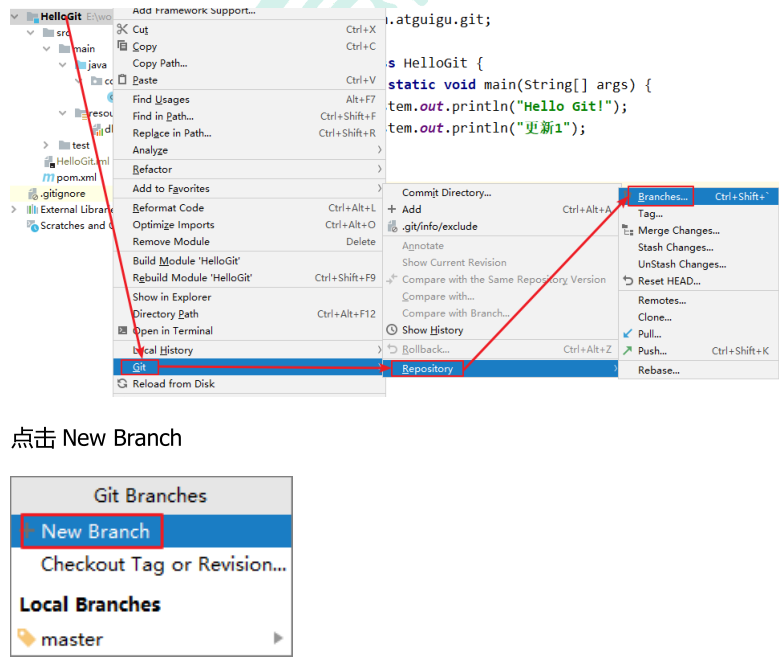 HelloGit E:\wo
src
main
java
co
resou
dl
test
HelloGit.iml
pom.xml
.gitignore
External Librarie
Scratches and C
Add Framework Support...
Cut Ctrl+X
Copy Ctrl+C
Copy Path...
Paste Ctrl+V
Find Usages Alt+F7
Find in Path... Ctrl+Shift+F
Replace in Path... Ctrl+Shift+R
Analyze
Refactor
Add to Favorites
Reformat Code Ctrl+Alt+L
Optimize Imports Ctrl+Alt+O
Remove Module Delete
Build Module 'HelloGit'
Rebuild Module 'HelloGit' Ctrl+Shift+F9
Show in Explorer
Directory Path Ctrl+Alt+F12
Open in Terminal
Local History
Git
Reload from Disk
.atguigu.git;
ss HelloGit {
static void main(String[] args) {
stem.out.println("Hello Git!");
stem.out.println("更新1");
Commit Directory...
Add Ctrl+Alt+A
.git/info/exclude
Annotate
Show Current Revision
Compare with the Same Repository Version
Compare with...
Compare with Branch...
Show History
Rollback... Ctrl+Alt+Z
Repository
Branches... Ctrl+Shift+`
Tag...
Merge Changes...
Stash Changes...
UnStash Changes...
Reset HEAD...
Remotes...
Clone...
Pull...
Push... Ctrl+Shift+K
Rebase...
点击 New Branch
Git Branches
New Branch
Checkout Tag or Revision...
Local Branches
master